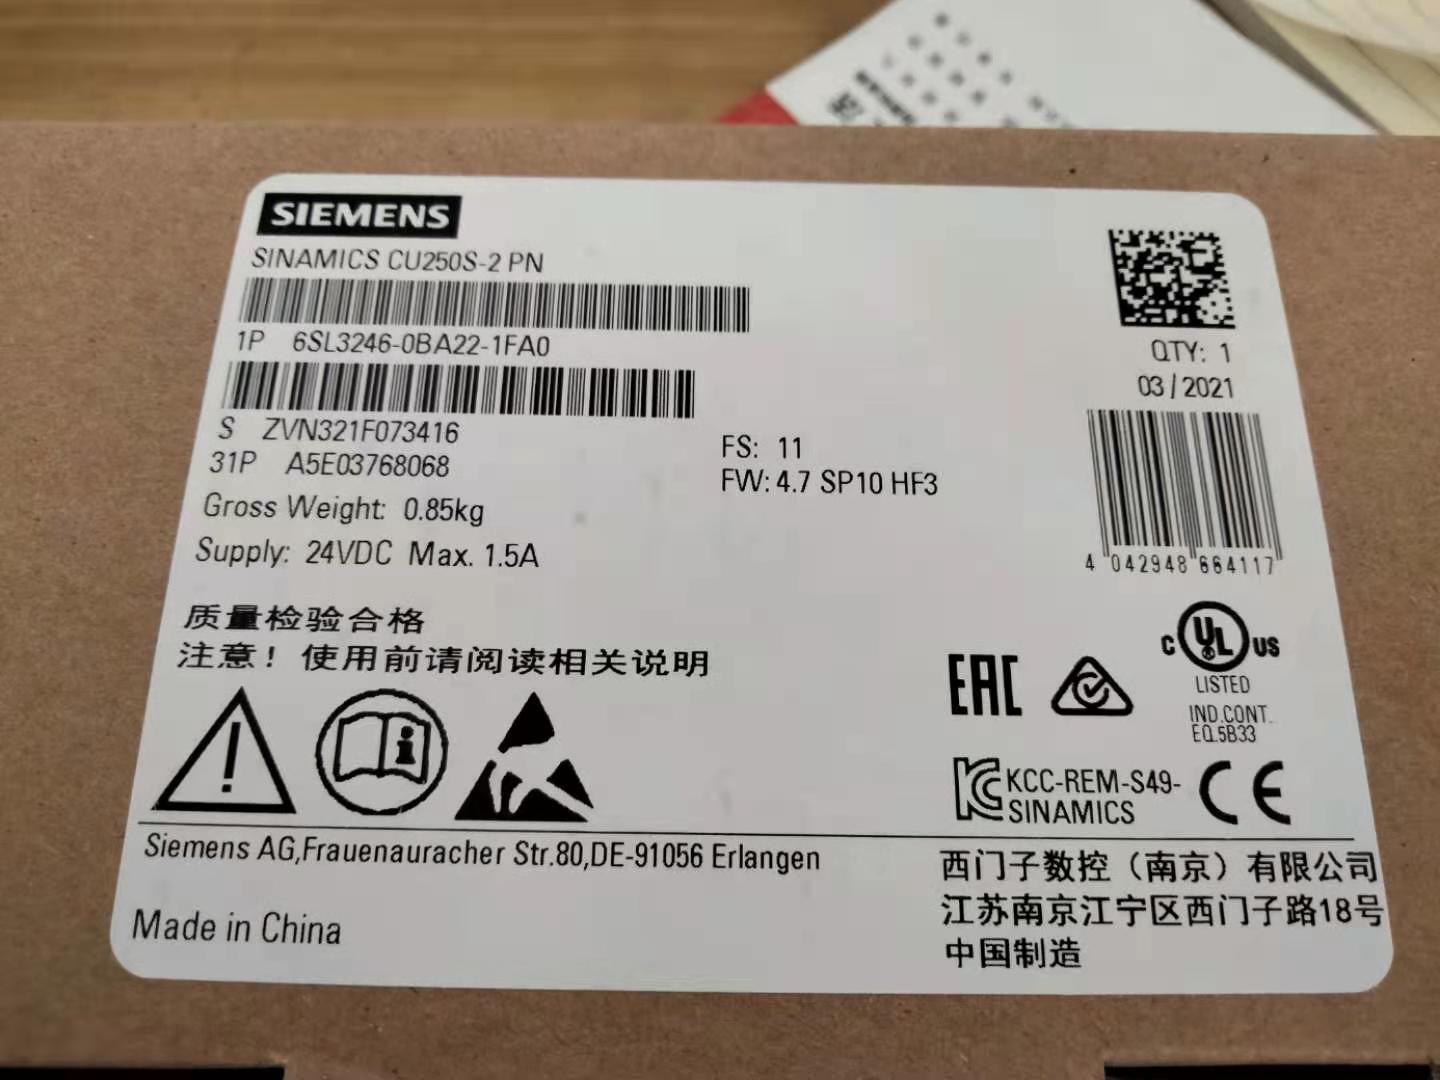 SIEMENS
SINAMICS CU250S-2 PN
1P 6SL3246-0BA22-1FA0
S ZVN321F073416
31P A5E03768068
Gross Weight: 0.85kg
Supply: 24VDC Max. 1.5A
FS: 11
FW: 4.7 SP10 HF3
QTY: 1
03 / 2021
4 042948 664117
质量检验合格
注意！使用前请阅读相关说明
EAC
C UL US
LISTED
IND.CONT.
EQ.5B33
KCC-REM-S49-
SINAMICS
CE
Siemens AG,Frauenauracher Str.80,DE-91056 Erlangen
Made in China
西门子数控（南京）有限公司
江苏南京江宁区西门子路18号
中国制造